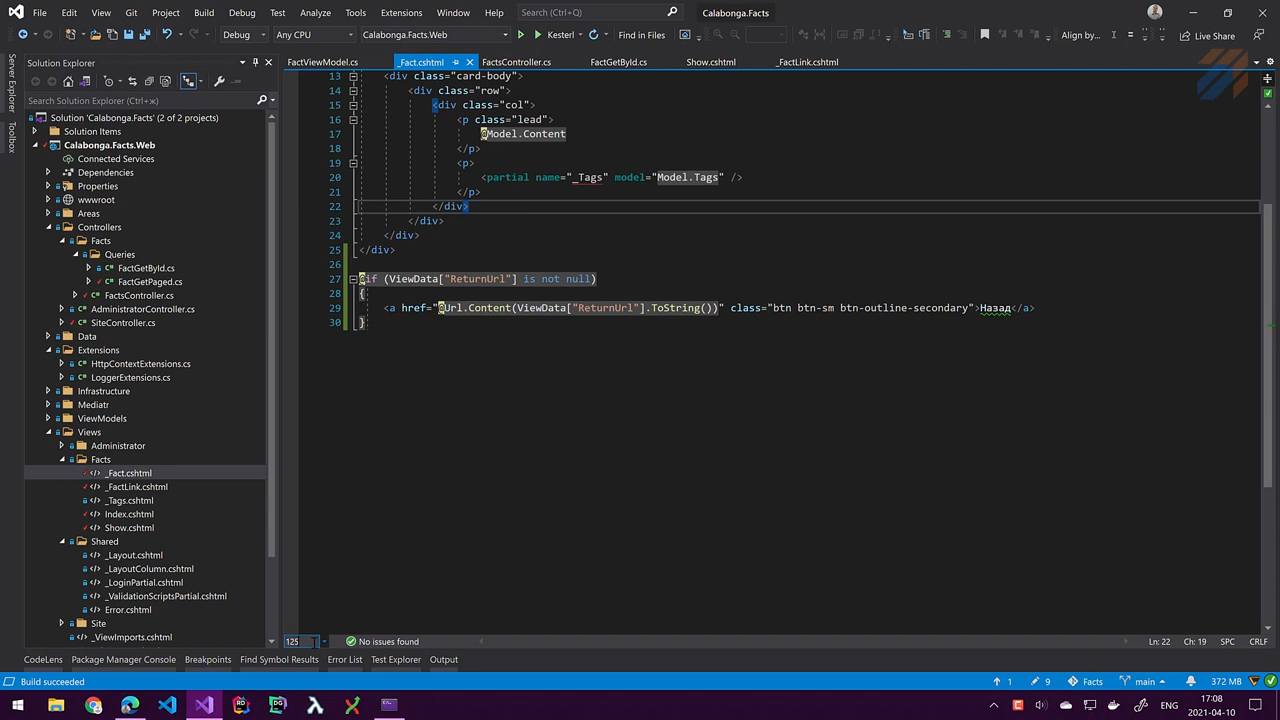 File Edit View Git Project Build Debug Test Analyze Tools Extensions Window Help Search (Ctrl+Q) Calabonga.Facts
Debug Any CPU Calabonga.Facts.Web Kestrel Find in Files Align by... Live Share
Server Explorer
Toolbox
Solution Explorer
Search Solution Explorer (Ctrl+ж)
Solution 'Calabonga.Facts' (2 of 2 projects)
Solution Items
Calabonga.Facts.Web
Connected Services
Dependencies
Properties
wwwroot
Areas
Controllers
Facts
Queries
FactGetById.cs
FactGetPaged.cs
FactsController.cs
AdministratorController.cs
SiteController.cs
Data
Extensions
HttpContextExtensions.cs
LoggerExtensions.cs
Infrastructure
Mediatr
ViewModels
Views
Administrator
Facts
_Fact.cshtml
_FactLink.cshtml
_Tags.cshtml
Index.cshtml
Show.cshtml
Shared
_Layout.cshtml
_LayoutColumn.cshtml
_LoginPartial.cshtml
_ValidationScriptsPartial.cshtml
Error.cshtml
Site
_ViewImports.cshtml
FactViewModel.cs _Fact.cshtml FactsController.cs FactGetById.cs Show.cshtml _FactLink.cshtml
13 <div class="card-body">
14 <div class="row">
15 <div class="col">
16 <p class="lead">
17 @Model.Content
18 </p>
19 <p>
20 <partial name="_Tags" model="Model.Tags" />
21 </p>
22 </div>
23 </div>
24 </div>
25 </div>
26
27 @if (ViewData["ReturnUrl"] is not null)
28 {
29 <a href="@Url.Content(ViewData["ReturnUrl"].ToString())" class="btn btn-sm btn-outline-secondary">Назад</a>
30 }
125 No issues found Ln: 22 Ch: 19 SPC CRLF
CodeLens Package Manager Console Breakpoints Find Symbol Results Error List Test Explorer Output
Build succeeded 1 9 Facts main 372 MB
ENG 17:08
2021-04-10